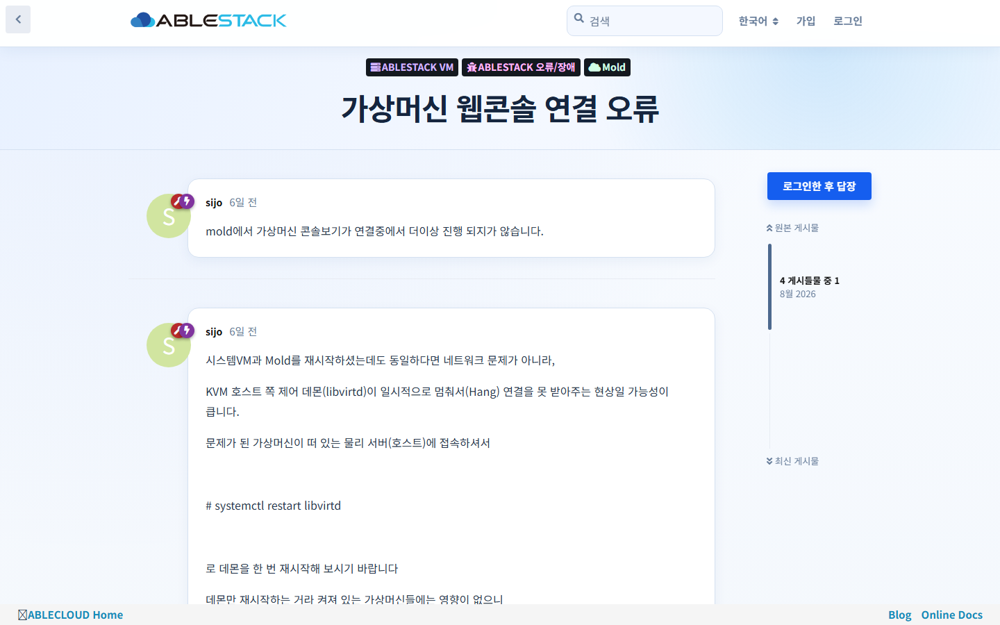 ABLESTACK
검색
한국어
가입
로그인
ABLESTACK VM
ABLESTACK 오류/장애
Mold
가상머신 웹콘솔 연결 오류
S
sijo 6일 전
mold에서 가상머신 콘솔보기가 연결중에서 더이상 진행 되지가 않습니다.
로그인한 후 답장
원본 게시물
4 게시들물 중 1
8월 2026
최신 게시물
S
sijo 6일 전
시스템VM과 Mold를 재시작하셨는데도 동일하다면 네트워크 문제가 아니라,
KVM 호스트 쪽 제어 데몬(libvirtd)이 일시적으로 멈춰서(Hang) 연결을 못 받아주는 현상일 가능성이
큽니다.
문제가 된 가상머신이 떠 있는 물리 서버(호스트)에 접속하셔서
# systemctl restart libvirtd
로 데몬을 한 번 재시작해 보시기 바랍니다
데몬만 재시작하는 거라 켜져 있는 가상머신들에는 영향이 없으니
ABLECLOUD Home
Blog
Online Docs